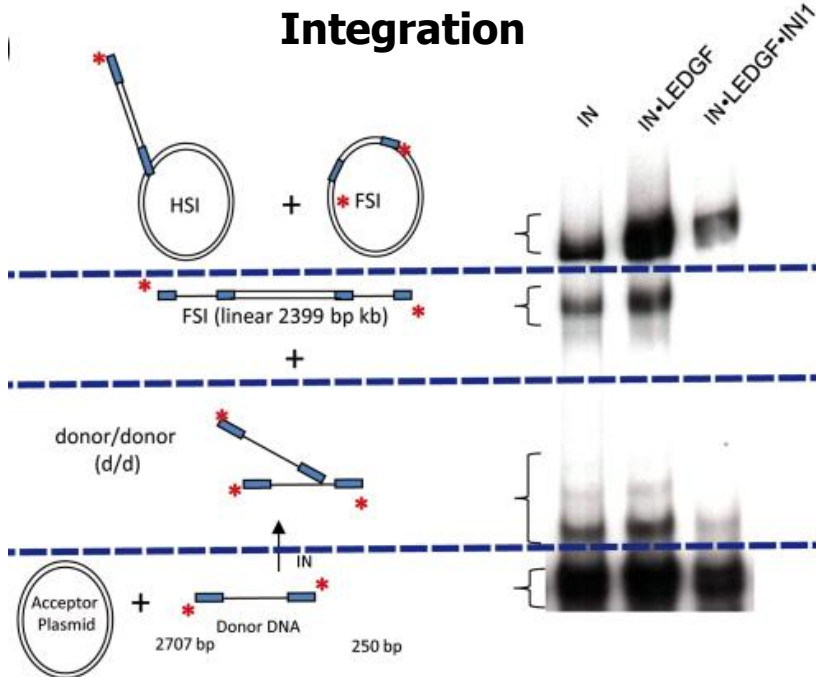 Integration
IN
IN•LEDGF
IN•LEDGF•INI1
*
HSI
+
* FSI
*
*
FSI (linear 2399 bp kb)
*
+
donor/donor
(d/d)
*
*
*
IN
Acceptor
Plasmid
+
*
*
Donor DNA
2707 bp
250 bp